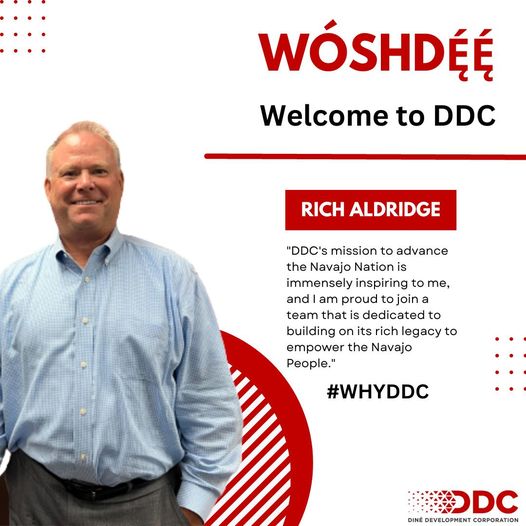 WÓSHDĘ́Ę́
Welcome to DDC
RICH ALDRIDGE
"DDC's mission to advance
the Navajo Nation is
immensely inspiring to me,
and I am proud to join a
team that is dedicated to
building on its rich legacy to
empower the Navajo
People."
#WHYDDC
DDC
DINÉ DEVELOPMENT CORPORATION